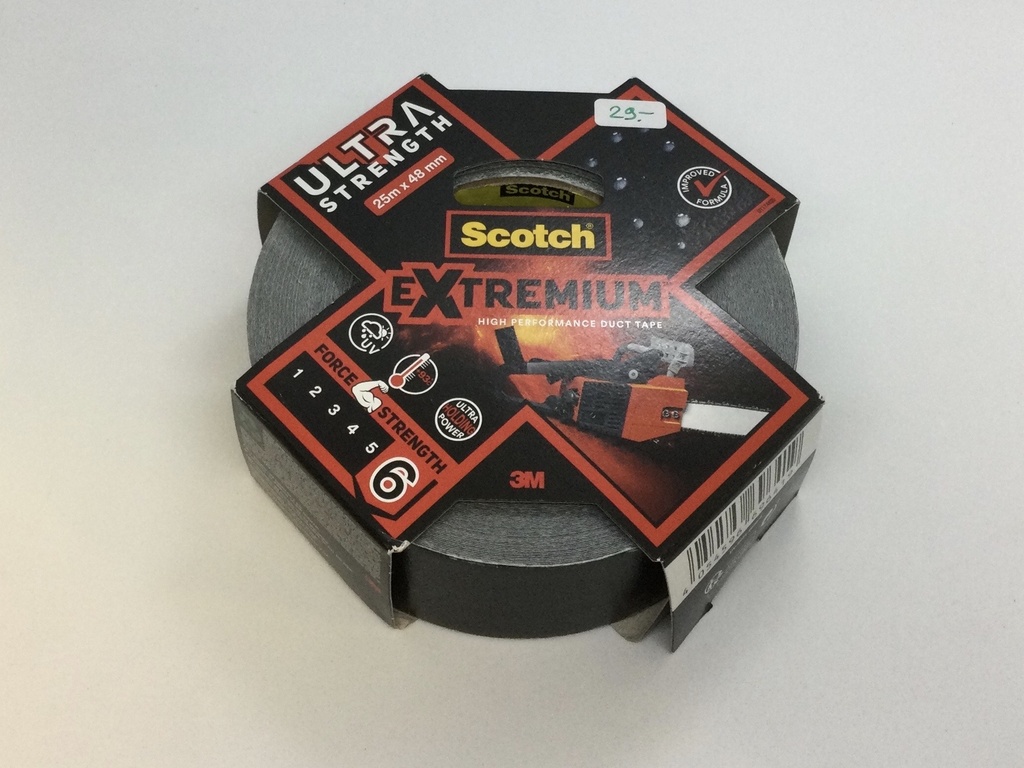 ULTRA
STRENGTH
25m x 48 mm
29.-
IMPROVED
FORMULA
Scotch
Scotch
EXTREMIUM
HIGH PERFORMANCE DUCT TAPE
UV
93
FORCE STRENGTH
1 2 3 4 5 6
ULTRA
HOLDING
POWER
3M